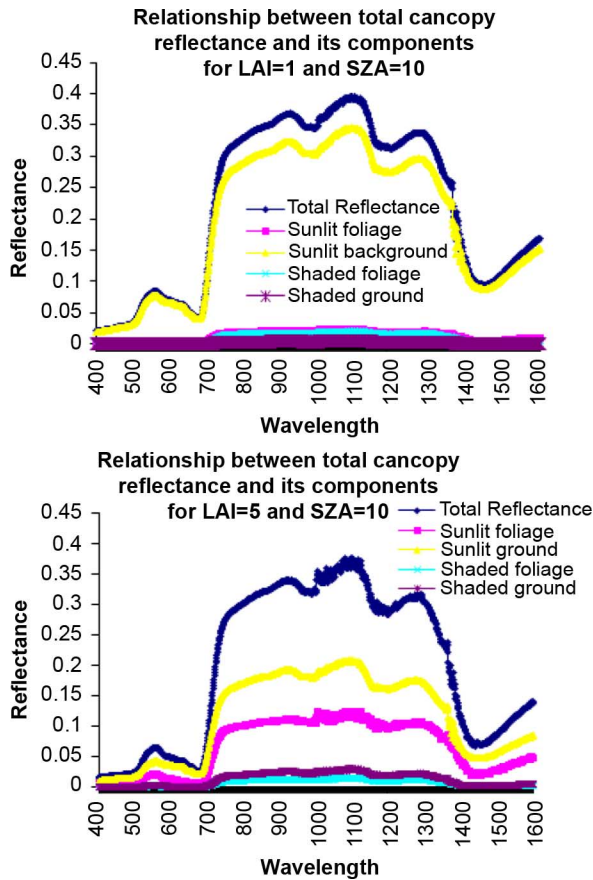 Relationship between total cancopy
reflectance and its components
for LAI=1 and SZA=10
0.45
0.4
0.35
0.3
0.25
0.2
0.15
0.1
0.05
0
Reflectance
Total Reflectance
Sunlit foliage
Sunlit background
Shaded foliage
Shaded ground
400 500 600 700 800 900 1000 1100 1200 1300 1400 1500 1600
Wavelength
Relationship between total cancopy
reflectance and its components
for LAI=5 and SZA=10
0.45
0.4
0.35
0.3
0.25
0.2
0.15
0.1
0.05
0
Reflectance
Total Reflectance
Sunlit foliage
Sunlit ground
Shaded foliage
Shaded ground
400 500 600 700 800 900 1000 1100 1200 1300 1400 1500 1600
Wavelength